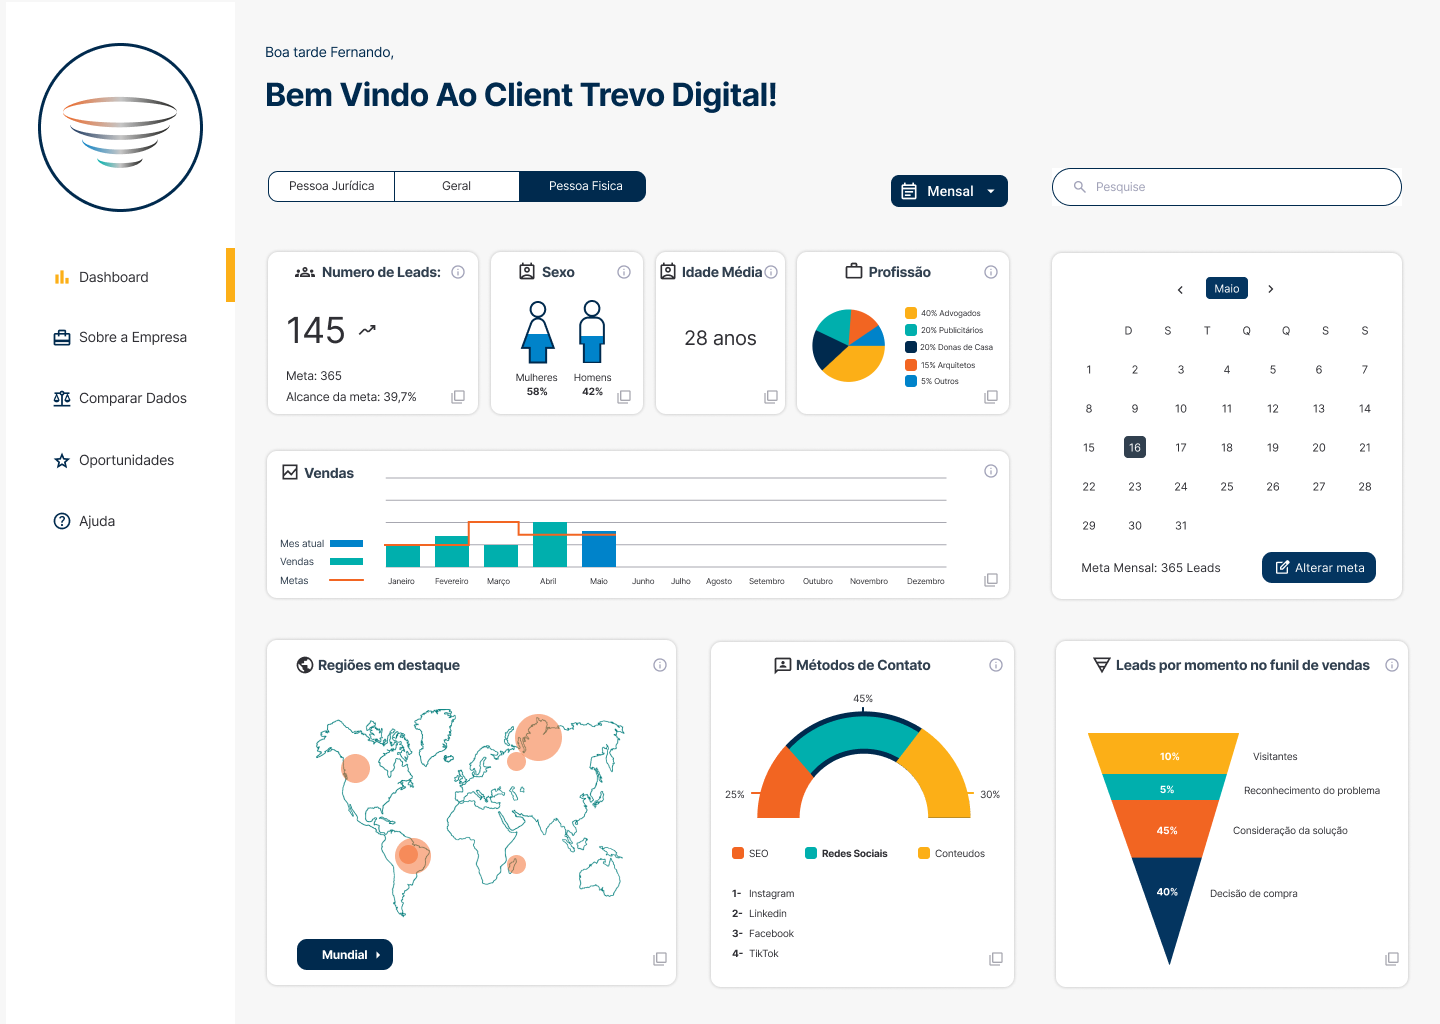 Boa tarde Fernando,
Bem Vindo Ao Client Trevo Digital!
Pessoa Jurídica
Geral
Pessoa Fisica
Mensal
Pesquise
Dashboard
Sobre a Empresa
Comparar Dados
Oportunidades
Ajuda
Numero de Leads:
145
Meta: 365
Alcance da meta: 39,7%
Sexo
Mulheres
58%
Homens
42%
Idade Média
28 anos
Profissão
40% Advogados
20% Publicitários
20% Donas de Casa
15% Arquitetos
5% Outros
Maio
D S T Q Q S S
1 2 3 4 5 6 7
8 9 10 11 12 13 14
15 16 17 18 19 20 21
22 23 24 25 26 27 28
29 30 31
Meta Mensal: 365 Leads
Alterar meta
Vendas
Mes atual
Vendas
Metas
Janeiro Fevereiro Março Abril Maio Junho Julho Agosto Setembro Outubro Novembro Dezembro
Regiões em destaque
Mundial
Métodos de Contato
45%
25%
30%
SEO
Redes Sociais
Conteudos
1- Instagram
2- Linkedin
3- Facebook
4- TikTok
Leads por momento no funil de vendas
10% Visitantes
5% Reconhecimento do problema
45% Consideração da solução
40% Decisão de compra